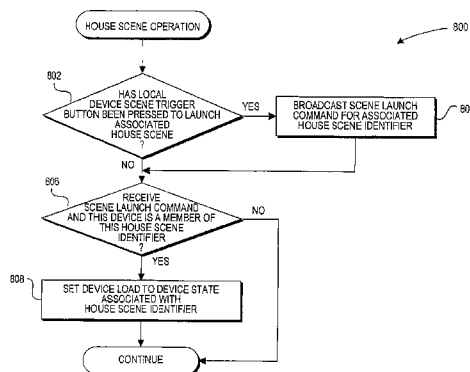 HOUSE SCENE OPERATION
800
802
HAS LOCAL
DEVICE SCENE TRIGGER
BUTTON BEEN PRESSED TO LAUNCH
ASSOCIATED
HOUSE SCENE
?
YES
BROADCAST SCENE LAUNCH
COMMAND FOR ASSOCIATED
HOUSE SCENE IDENTIFIER
NO
806
RECEIVE
SCENE LAUNCH COMMAND
AND THIS DEVICE IS A MEMBER OF
THIS HOUSE SCENE
IDENTIFIER
?
NO
YES
808
SET DEVICE LOAD TO DEVICE STATE
ASSOCIATED WITH
HOUSE SCENE IDENTIFIER
CONTINUE